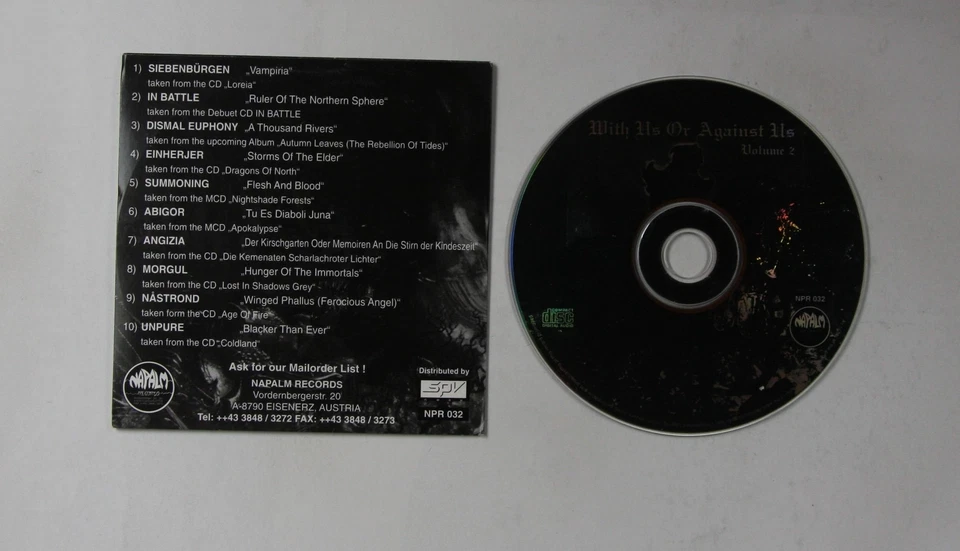 1) SIEBENBÜRGEN „Vampiria“
taken from the CD „Loreia“
2) IN BATTLE „Ruler Of The Northern Sphere“
taken from the Debuet CD IN BATTLE
3) DISMAL EUPHONY „A Thousand Rivers“
taken from the upcoming Album „Autumn Leaves (The Rebellion Of Tides)“
4) EINHERJER „Storms Of The Elder“
taken from the CD „Dragons Of North“
5) SUMMONING „Flesh And Blood“
taken from the MCD „Nightshade Forests“
6) ABIGOR „Tu Es Diaboli Juna“
taken from the MCD „Apokalypse“
7) ANGIZIA „Der Kirschgarten Oder Memoiren An Die Stirn der Kindeszeit“
taken from the CD „Die Kemenaten Scharlachroter Lichter“
8) MORGUL „Hunger Of The Immortals“
taken from the CD „Lost In Shadows Grey“
9) NÅSTROND „Winged Phallus (Ferocious Angel)“
taken form the CD „Age Of Fire“
10) UNPURE „Blacker Than Ever“
taken from the CD „Coldland“
Ask for our Mailorder List !
NAPALM RECORDS
Vordernbergerstr. 20
A-8790 EISENERZ, AUSTRIA
Tel: ++43 3848 / 3272 FAX: ++43 3848 / 3273
NAPALM
Distributed by
SPV
NPR 032
With Us Or Against Us
Volume 2
COMPACT
disc
DIGITAL AUDIO
NPR 032
NAPALM